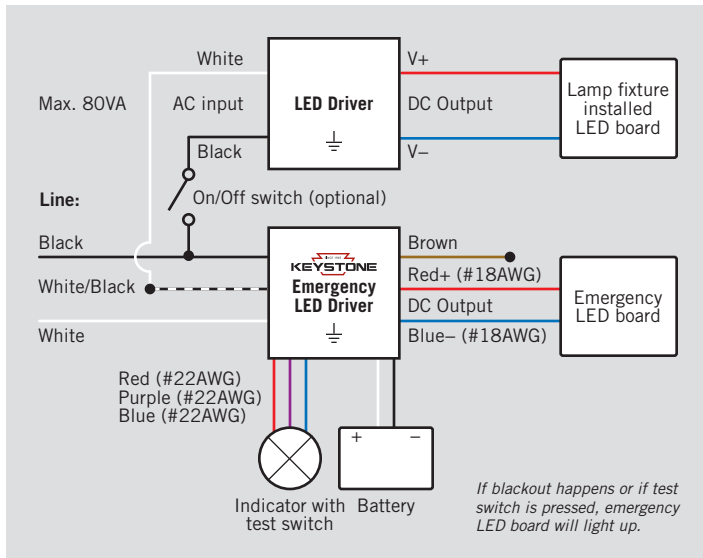 White
V+
Max. 80VA
AC input
LED Driver
DC Output
Lamp fixture
installed
LED board
Black
V–
Line:
On/Off switch (optional)
Black
KEYSTONE
Emergency
LED Driver
Brown
Red+ (#18AWG)
White/Black
DC Output
Emergency
LED board
White
Blue– (#18AWG)
Red (#22AWG)
Purple (#22AWG)
Blue (#22AWG)
+ –
Indicator with
test switch
Battery
If blackout happens or if test
switch is pressed, emergency
LED board will light up.